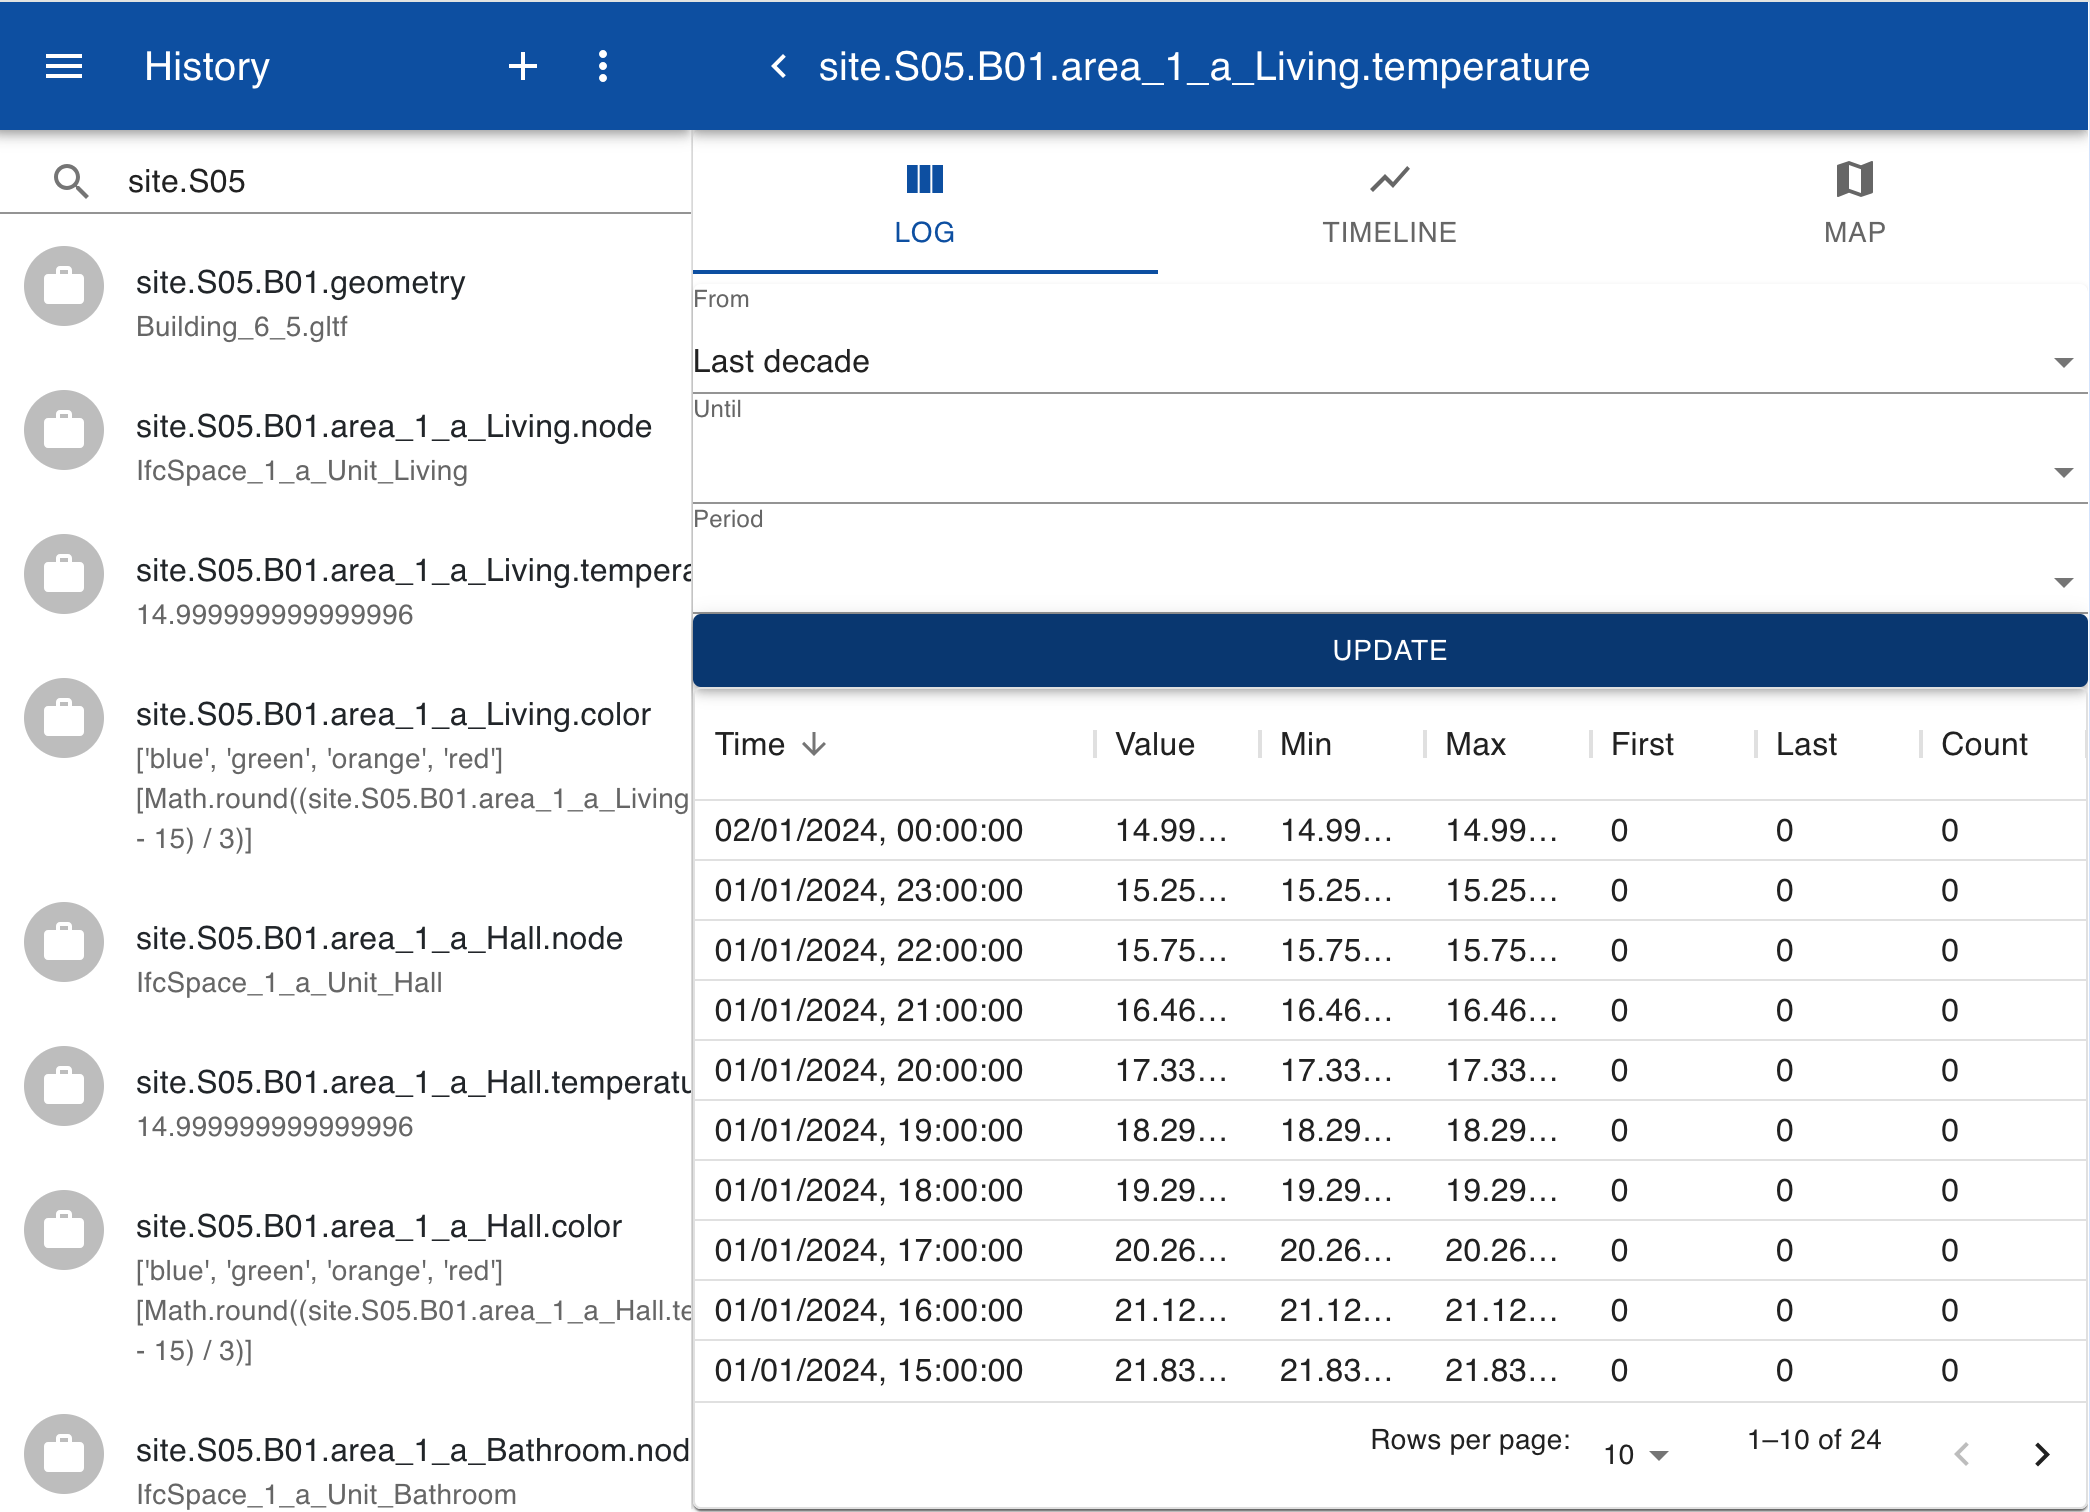 History
site.S05.B01.area_1_a_Living.temperature
site.S05
site.S05.B01.geometry
Building_6_5.gltf
site.S05.B01.area_1_a_Living.node
IfcSpace_1_a_Unit_Living
site.S05.B01.area_1_a_Living.tempera
14.999999999999996
site.S05.B01.area_1_a_Living.color
['blue', 'green', 'orange', 'red']
[Math.round((site.S05.B01.area_1_a_Living
- 15) / 3)]
site.S05.B01.area_1_a_Hall.node
IfcSpace_1_a_Unit_Hall
site.S05.B01.area_1_a_Hall.temperatu
14.999999999999996
site.S05.B01.area_1_a_Hall.color
['blue', 'green', 'orange', 'red']
[Math.round((site.S05.B01.area_1_a_Hall.te
- 15) / 3)]
site.S05.B01.area_1_a_Bathroom.nod
IfcSpace_1_a_Unit_Bathroom
LOG TIMELINE MAP
From
Last decade
Until
Period
UPDATE
Time Value Min Max First Last Count
02/01/2024, 00:00:00 14.99... 14.99... 14.99... 0 0 0
01/01/2024, 23:00:00 15.25... 15.25... 15.25... 0 0 0
01/01/2024, 22:00:00 15.75... 15.75... 15.75... 0 0 0
01/01/2024, 21:00:00 16.46... 16.46... 16.46... 0 0 0
01/01/2024, 20:00:00 17.33... 17.33... 17.33... 0 0 0
01/01/2024, 19:00:00 18.29... 18.29... 18.29... 0 0 0
01/01/2024, 18:00:00 19.29... 19.29... 19.29... 0 0 0
01/01/2024, 17:00:00 20.26... 20.26... 20.26... 0 0 0
01/01/2024, 16:00:00 21.12... 21.12... 21.12... 0 0 0
01/01/2024, 15:00:00 21.83... 21.83... 21.83... 0 0 0
Rows per page: 10 1–10 of 24